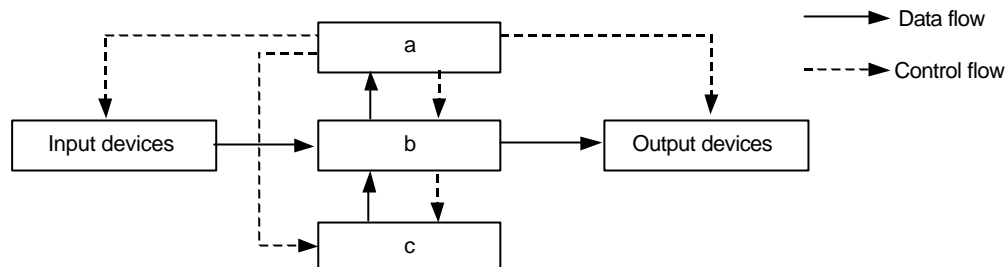 a
Data flow
Control flow
Input devices
b
Output devices
c